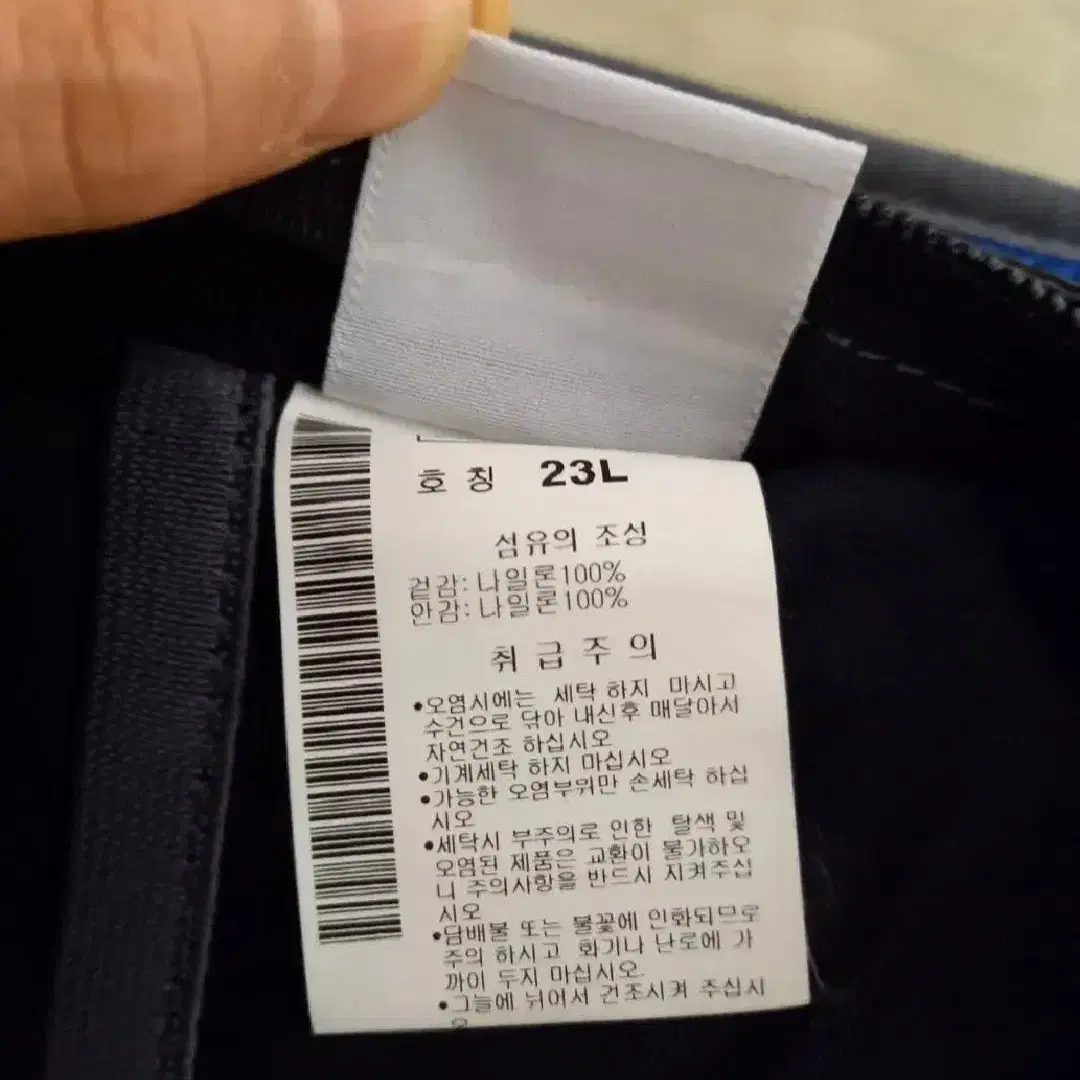 호 칭 23L
섬유의 조성
겉감: 나일론100%
안감: 나일론100%
취 급 주 의
•오염시에는 세탁 하지 마시고
수건으로 닦아 내신후 매달아서
자연건조 하십시오
•기계세탁 하지 마십시오
•가능한 오염부위만 손세탁 하십
시오
•세탁시 부주의로 인한 탈색 및
오염된 제품은 교환이 불가하오
니 주의사항을 반드시 지켜주십
시오
•담배불 또는 불꽃에 인화되므로
주의 하시고 화기나 난로에 가
까이 두지 마십시오.
•그늘에 뉘어서 건조시켜 주십시